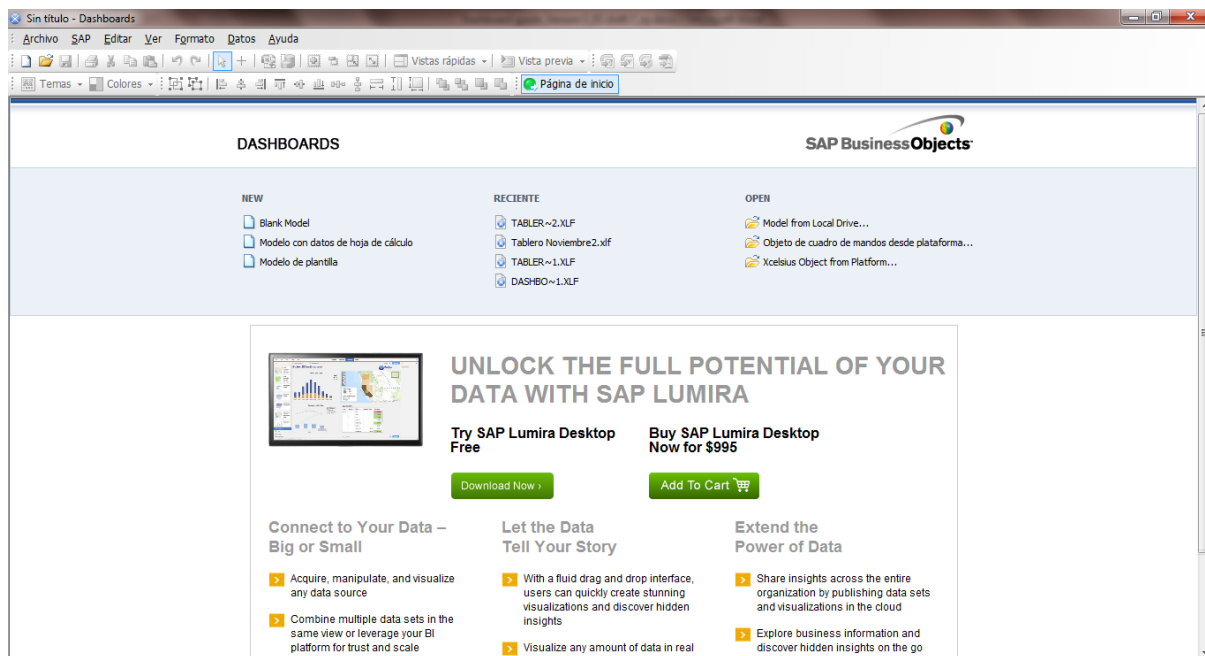 Sin título - Dashboards
Archivo SAP Editar Ver Formato Datos Ayuda
Vistas rápidas Vista previa
Temas Colores Página de inicio
DASHBOARDS
SAP BusinessObjects
NEW
Blank Model
Modelo con datos de hoja de cálculo
Modelo de plantilla
RECIENTE
TABLER~2.XLF
Tablero Noviembre2.xlf
TABLER~1.XLF
DASHBO~1.XLF
OPEN
Model from Local Drive...
Objeto de cuadro de mandos desde plataforma...
Xcelsius Object from Platform...
UNLOCK THE FULL POTENTIAL OF YOUR
DATA WITH SAP LUMIRA
Try SAP Lumira Desktop
Free
Download Now ›
Buy SAP Lumira Desktop
Now for $995
Add To Cart
Connect to Your Data –
Big or Small
Acquire, manipulate, and visualize
any data source
Combine multiple data sets in the
same view or leverage your BI
platform for trust and scale
Let the Data
Tell Your Story
With a fluid drag and drop interface,
users can quickly create stunning
visualizations and discover hidden
insights
Visualize any amount of data in real
Extend the
Power of Data
Share insights across the entire
organization by publishing data sets
and visualizations in the cloud
Explore business information and
discover hidden insights on the go